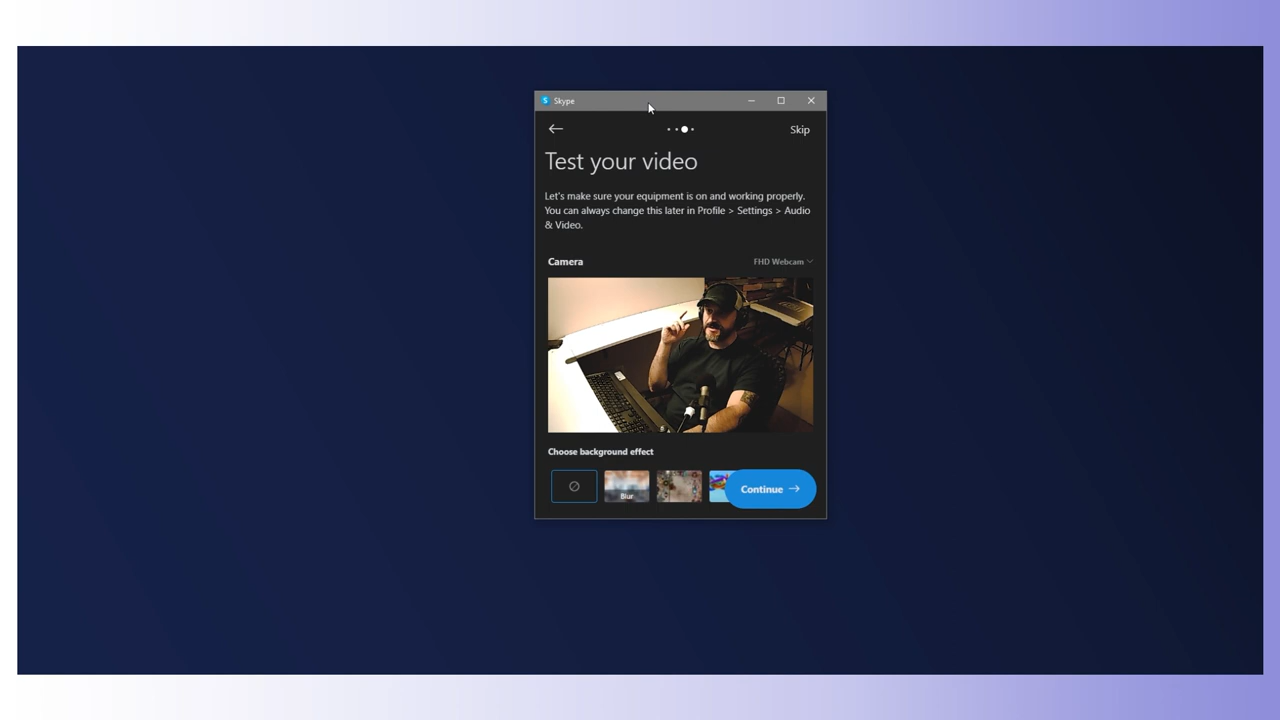 Skype
Skip
Test your video
Let's make sure your equipment is on and working properly.
You can always change this later in Profile > Settings > Audio
& Video.
Camera
FHD Webcam
Choose background effect
Blur
Continue